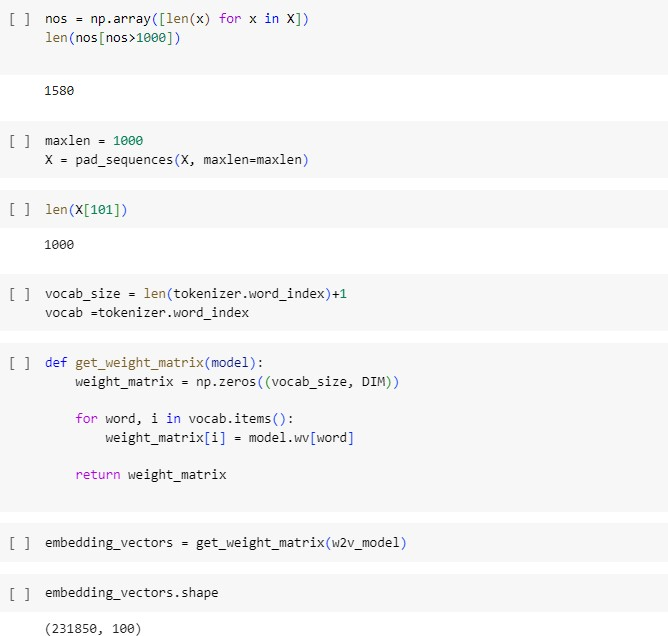 [ ] nos = np.array([len(x) for x in X])
len(nos[nos>1000])
1580
[ ] maxlen = 1000
X = pad_sequences(X, maxlen=maxlen)
[ ] len(X[101])
1000
[ ] vocab_size = len(tokenizer.word_index)+1
vocab =tokenizer.word_index
[ ] def get_weight_matrix(model):
weight_matrix = np.zeros((vocab_size, DIM))
for word, i in vocab.items():
weight_matrix[i] = model.wv[word]
return weight_matrix
[ ] embedding_vectors = get_weight_matrix(w2v_model)
[ ] embedding_vectors.shape
(231850, 100)